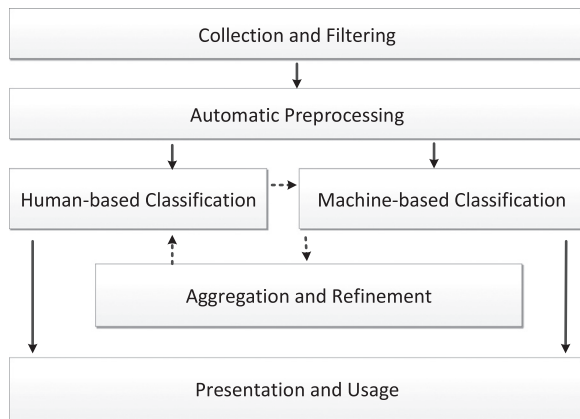 Collection and Filtering
Automatic Preprocessing
Human-based Classification
Machine-based Classification
Aggregation and Refinement
Presentation and Usage